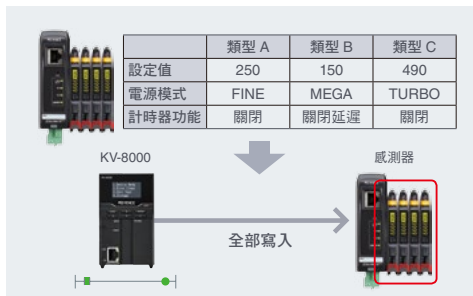 類型 A 類型 B 類型 C
設定值 250 150 490
電源模式 FINE MEGA TURBO
計時器功能 關閉 關閉延遲 關閉
KV-8000
感測器
全部寫入